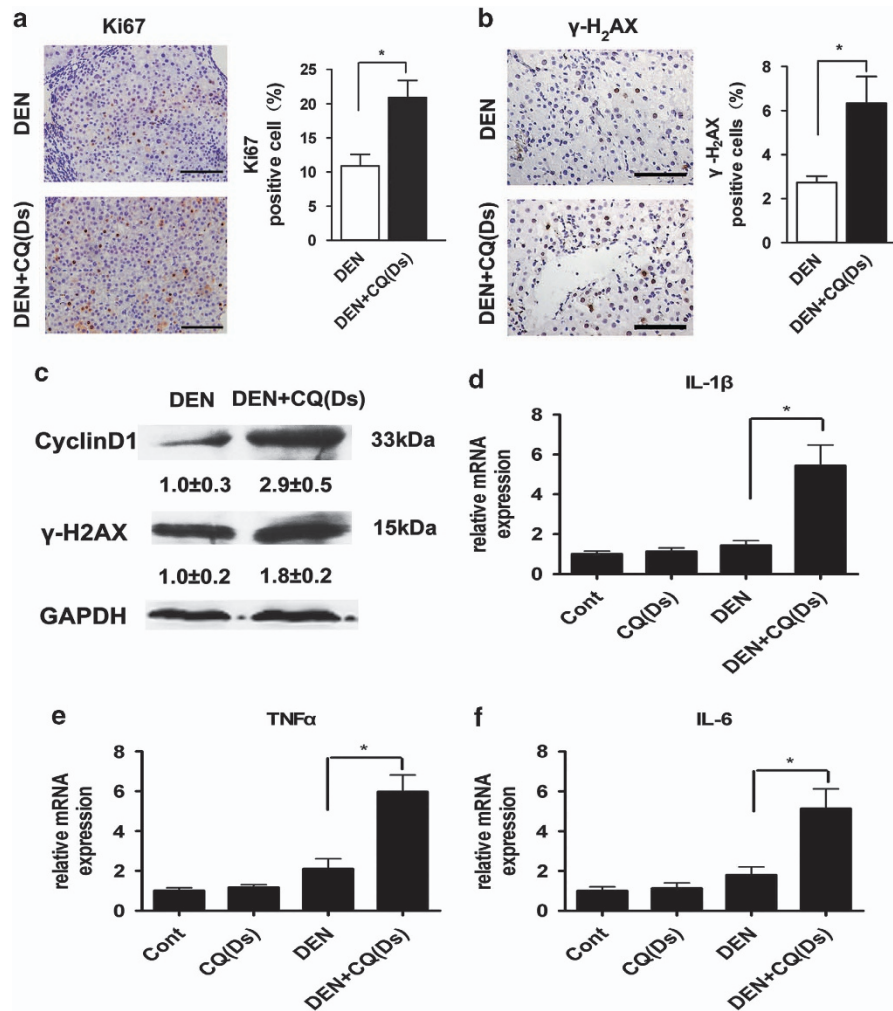 a
Ki67
DEN
DEN+CQ(Ds)
Ki67
positive cell (%)
25
20
15
10
5
0
*
DEN
DEN+CQ(Ds)
b
γ-H2AX
DEN
DEN+CQ(Ds)
γ-H2AX
positive cells (%)
8
6
4
2
0
*
DEN
DEN+CQ(Ds)
c
DEN DEN+CQ(Ds)
CyclinD1 33kDa
1.0±0.3 2.9±0.5
γ-H2AX 15kDa
1.0±0.2 1.8±0.2
GAPDH
d
IL-1β
relative mRNA
expression
8
6
4
2
0
*
Cont
CQ(Ds)
DEN
DEN+CQ(Ds)
e
TNFα
relative mRNA
expression
8
6
4
2
0
*
Cont
CQ(Ds)
DEN
DEN+CQ(Ds)
f
IL-6
relative mRNA
expression
8
6
4
2
0
*
Cont
CQ(Ds)
DEN
DEN+CQ(Ds)